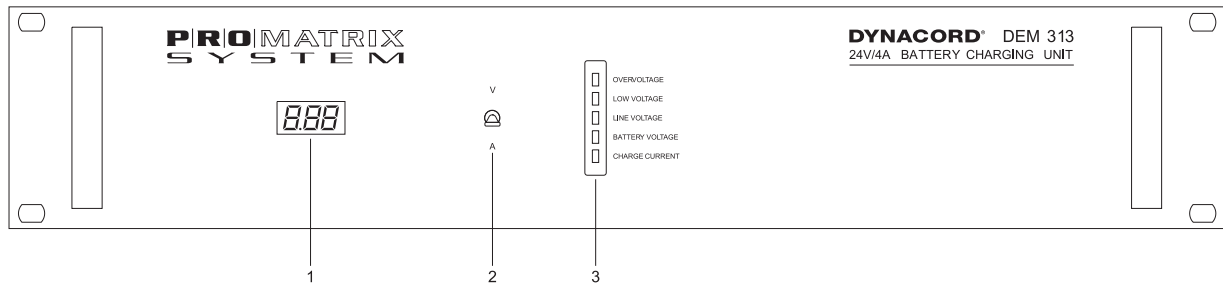 P|R|O|MATRIX
SYSTEM
DYNACORD® DEM 313
24V/4A BATTERY CHARGING UNIT
8.88
V
A
OVERVOLTAGE
LOW VOLTAGE
LINE VOLTAGE
BATTERY VOLTAGE
CHARGE CURRENT
1
2
3